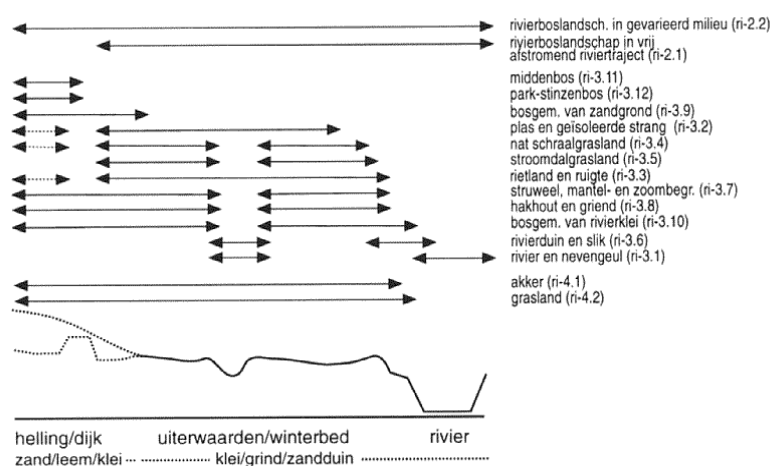 rivierboslandsch. in gevarieerd milieu (ri-2.2)
rivierboslandschap in vrij
afstromend riviertraject (ri-2.1)
middenbos (ri-3.11)
park-stinzenbos (ri-3.12)
bosgem. van zandgrond (ri-3.9)
plas en geïsoleerde strang (ri-3.2)
nat schraalgrasland (ri-3.4)
stroomdalgrasland (ri-3.5)
rietland en ruigte (ri-3.3)
struweel, mantel- en zoombegr. (ri-3.7)
hakhout en griend (ri-3.8)
bosgem. van rivierklei (ri-3.10)
rivierduin en slik (ri-3.6)
rivier en nevengeul (ri-3.1)
akker (ri-4.1)
grasland (ri-4.2)
helling/dijk uiterwaarden/winterbed rivier
zand/leem/klei klei/grind/zandduin